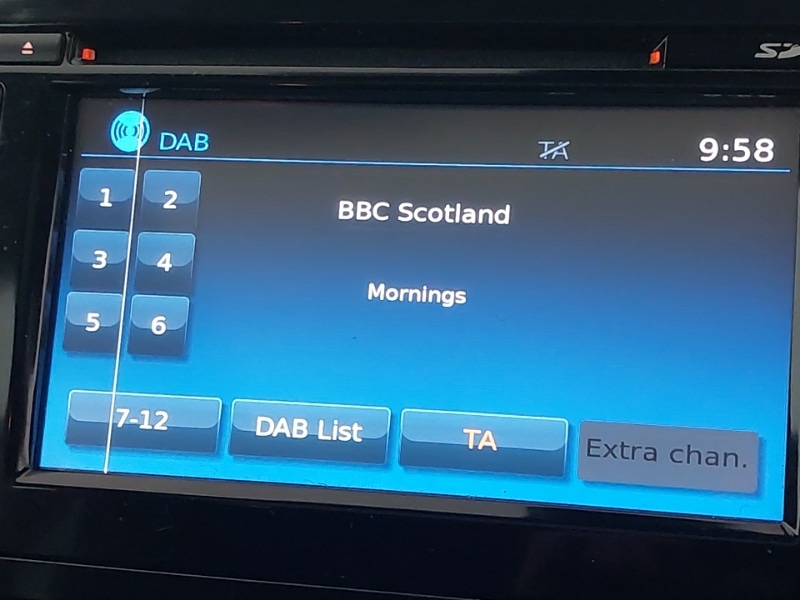 SD
DAB
TA
9:58
1 2
BBC Scotland
3 4
Mornings
5 6
7-12
DAB List
TA
Extra chan.